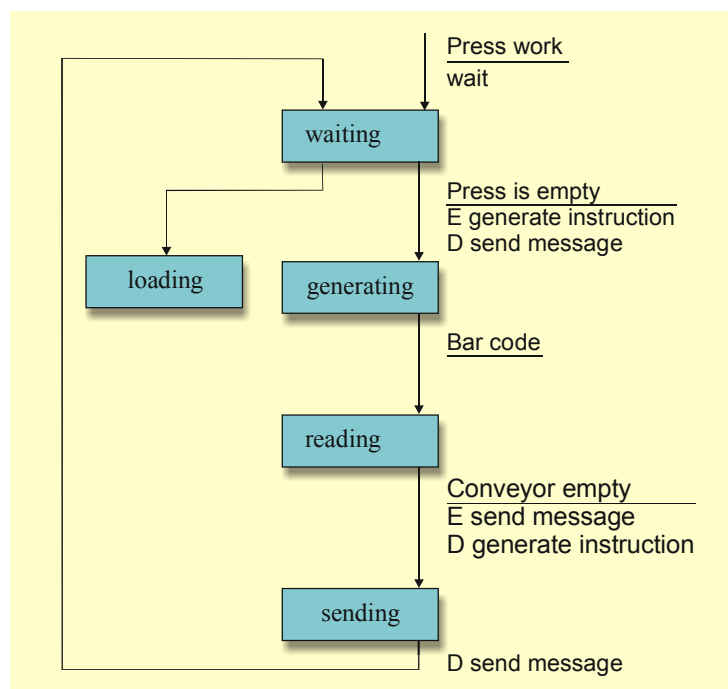 Press work
wait
waiting
Press is empty
E generate instruction
D send message
loading
generating
Bar code
reading
Conveyor empty
E send message
D generate instruction
sending
D send message